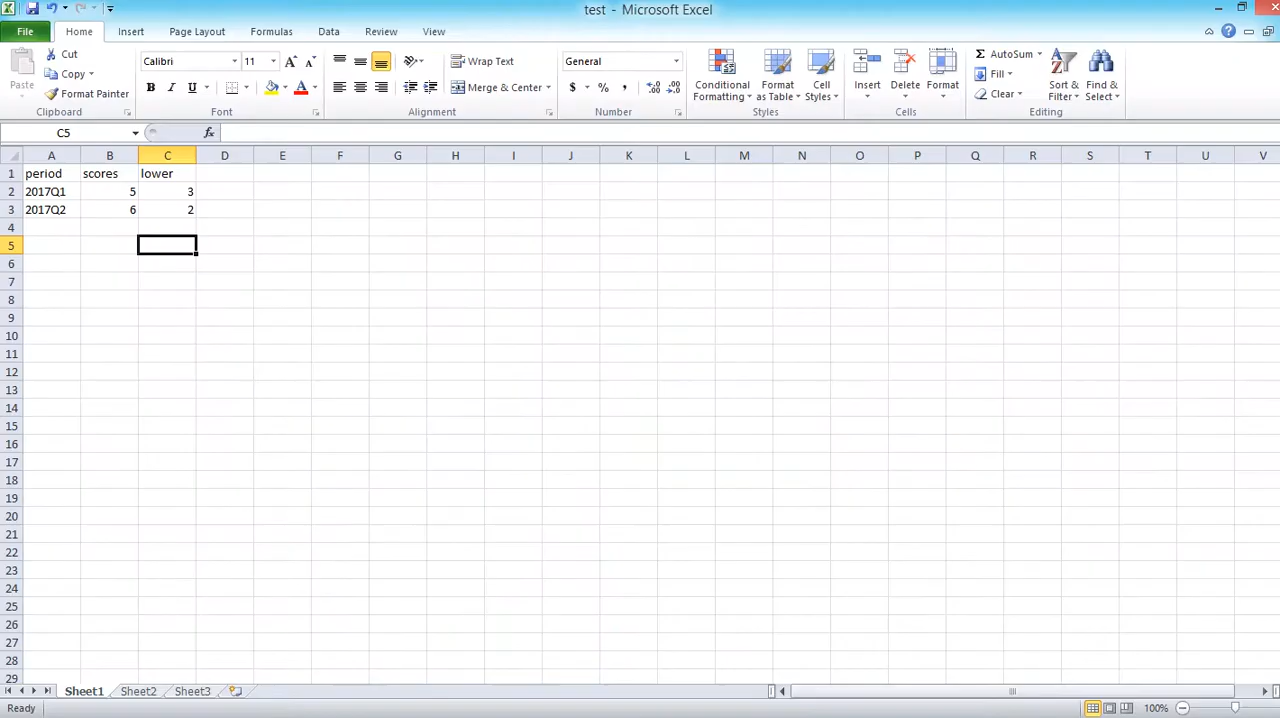 test - Microsoft Excel
File Home Insert Page Layout Formulas Data Review View
Paste
Cut
Copy
Format Painter
Clipboard
Calibri 11 A A
B I U A
Font
Wrap Text
Merge & Center
Alignment
General
$ % , .00 .00
Number
Conditional Formatting
Format as Table
Cell Styles
Styles
Insert Delete Format
Cells
Σ AutoSum
Fill
Clear
Sort & Filter
Find & Select
Editing
C5 fx
A B C D E F G H I J K L M N O P Q R S T U V
1 period scores lower
2 2017Q1 5 3
3 2017Q2 6 2
4
5
6
7
8
9
10
11
12
13
14
15
16
17
18
19
20
21
22
23
24
25
26
27
28
29
Sheet1 Sheet2 Sheet3
Ready 100%